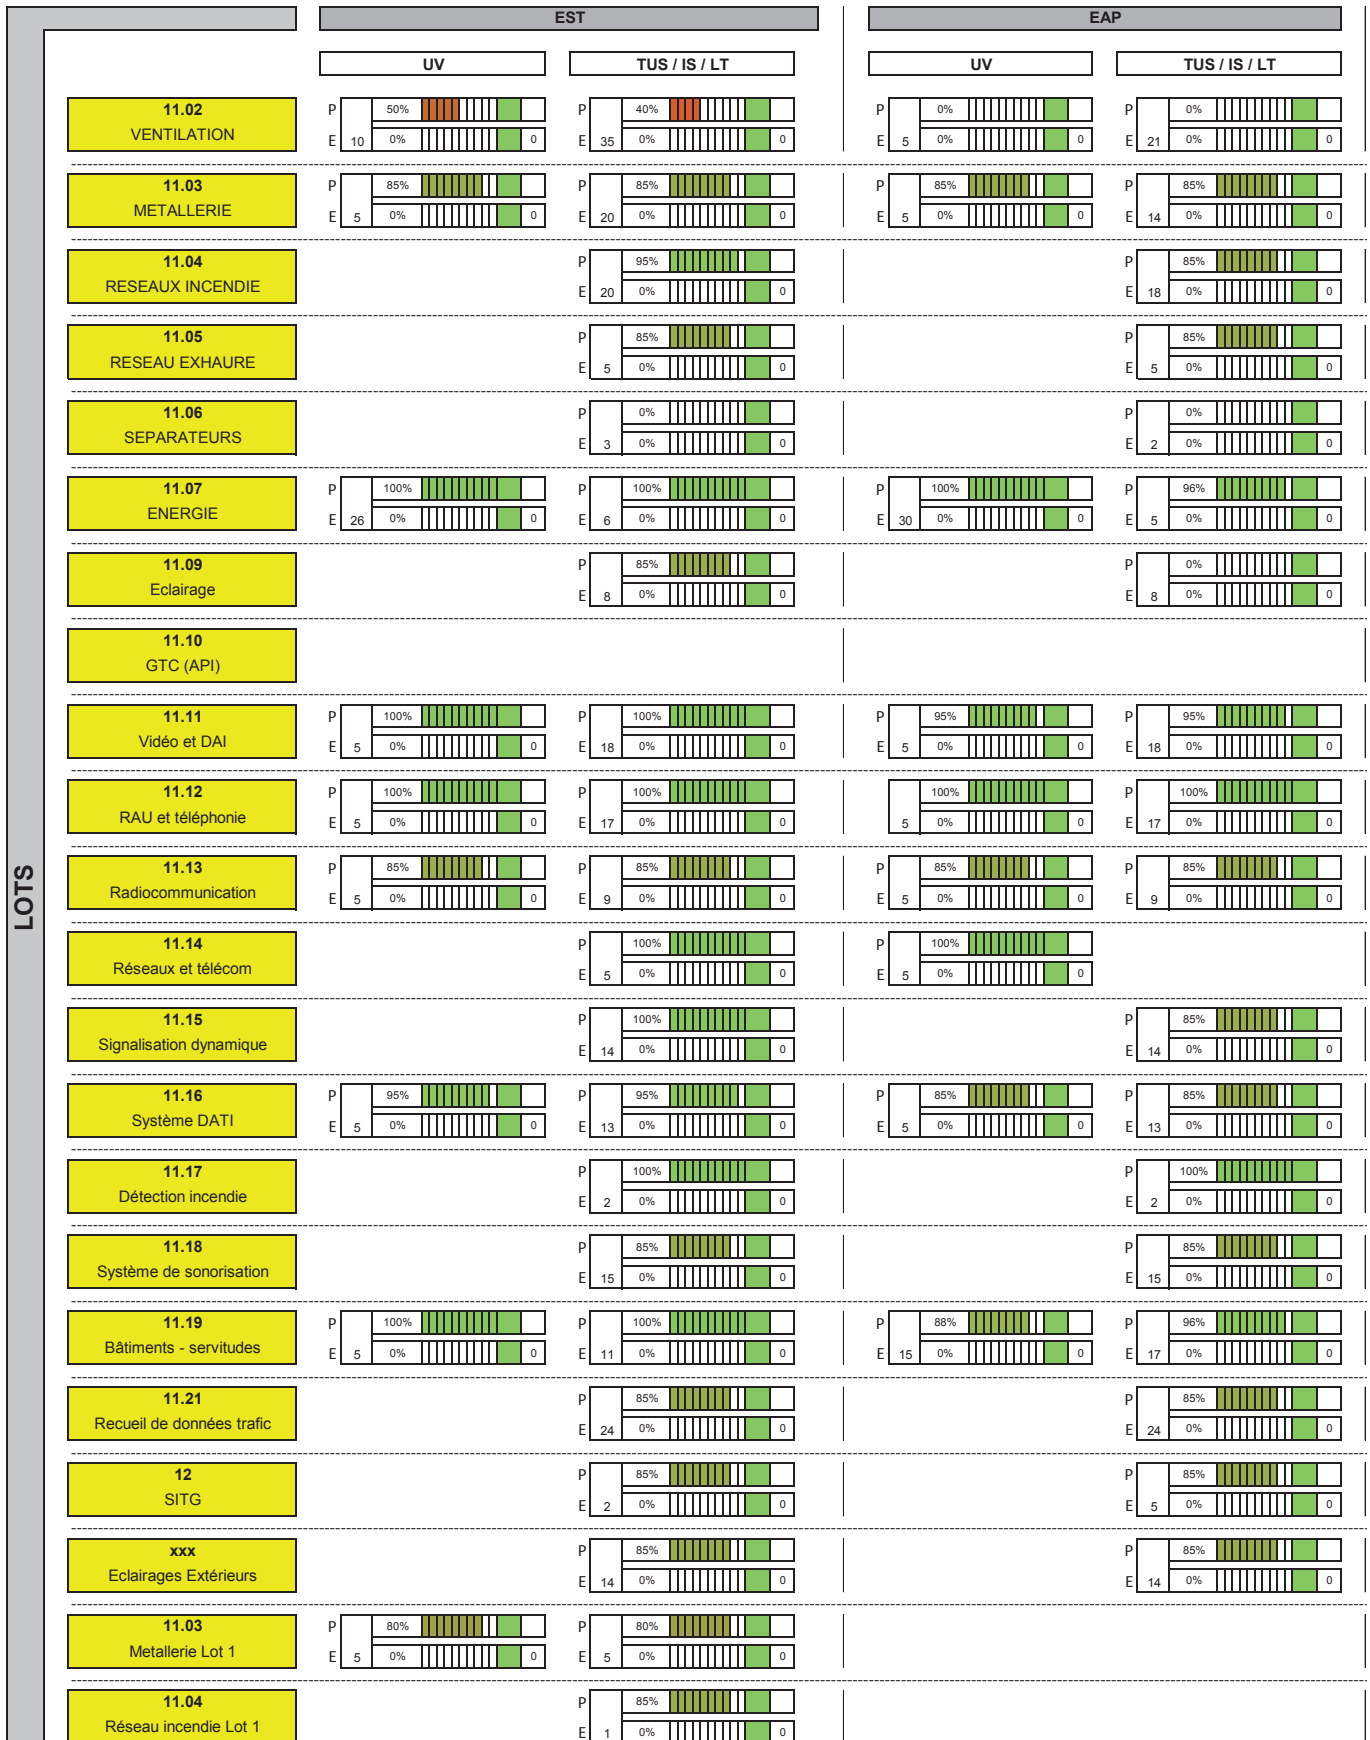 EST EAP
UV TUS / IS / LT UV TUS / IS / LT
LOTS
11.02
VENTILATION
P 50% P 40% P 0% P 0%
E 10 0% 0 E 35 0% 0 E 5 0% 0 E 21 0% 0
11.03
METALLERIE
P 85% P 85% P 85% P 85%
E 5 0% 0 E 20 0% 0 E 5 0% 0 E 14 0% 0
11.04
RESEAUX INCENDIE
P 95% P 85%
E 20 0% 0 E 18 0% 0
11.05
RESEAU EXHAURE
P 85% P 85%
E 5 0% 0 E 5 0% 0
11.06
SEPARATEURS
P 0% P 0%
E 3 0% 0 E 2 0% 0
11.07
ENERGIE
P 100% P 100% P 100% P 96%
E 26 0% 0 E 6 0% 0 E 30 0% 0 E 5 0% 0
11.09
Eclairage
P 85% P 0%
E 8 0% 0 E 8 0% 0
11.10
GTC (API)
11.11
Vidéo et DAI
P 100% P 100% P 95% P 95%
E 5 0% 0 E 18 0% 0 E 5 0% 0 E 18 0% 0
11.12
RAU et téléphonie
P 100% P 100% 100% P 100%
E 5 0% 0 E 17 0% 0 5 0% 0 E 17 0% 0
11.13
Radiocommunication
P 85% P 85% P 85% P 85%
E 5 0% 0 E 9 0% 0 E 5 0% 0 E 9 0% 0
11.14
Réseaux et télécom
P 100% P 100%
E 5 0% 0 E 5 0% 0
11.15
Signalisation dynamique
P 100% P 85%
E 14 0% 0 E 14 0% 0
11.16
Système DATI
P 95% P 95% P 85% P 85%
E 5 0% 0 E 13 0% 0 E 5 0% 0 E 13 0% 0
11.17
Détection incendie
P 100% P 100%
E 2 0% 0 E 2 0% 0
11.18
Système de sonorisation
P 85% P 85%
E 15 0% 0 E 15 0% 0
11.19
Bâtiments - servitudes
P 100% P 100% P 88% P 96%
E 5 0% 0 E 11 0% 0 E 15 0% 0 E 17 0% 0
11.21
Recueil de données trafic
P 85% P 85%
E 24 0% 0 E 24 0% 0
12
SITG
P 85% P 85%
E 2 0% 0 E 5 0% 0
xxx
Eclairages Extérieurs
P 85% P 85%
E 14 0% 0 E 14 0% 0
11.03
Metallerie Lot 1
P 80% P 80%
E 5 0% 0 E 5 0% 0
11.04
Réseau incendie Lot 1
P 85%
E 1 0% 0